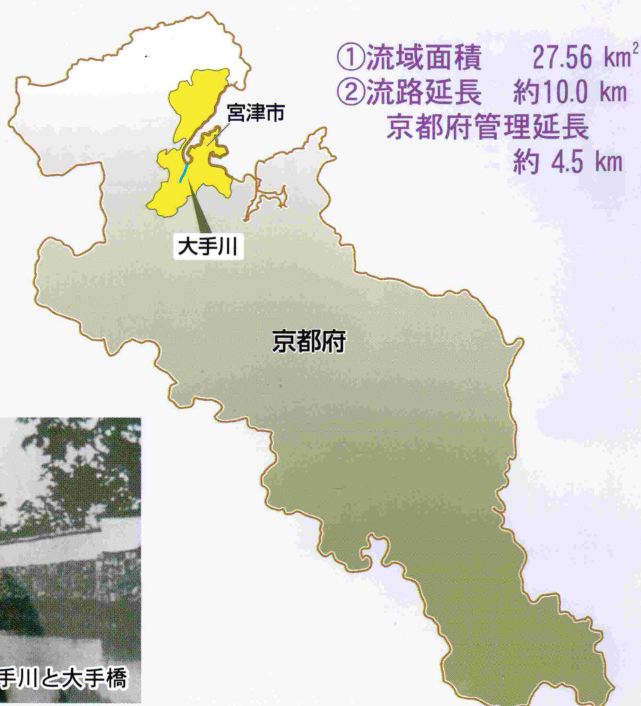 ①流域面積　27.56 km²
②流路延長　約10.0 km
京都府管理延長
約 4.5 km
宮津市
大手川
京都府
手川と大手橋